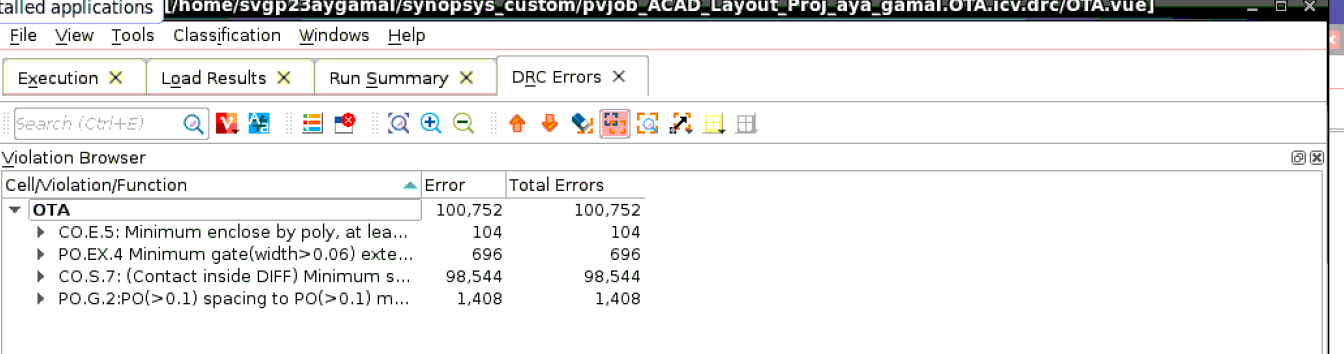 talled applications [/home/svgp23aygamal/synopsys_custom/pvjob_ACAD_Layout_Proj_aya_gamal.OTA.icv.drc/OTA.vue]
File View Tools Classification Windows Help
Execution Load Results Run Summary DRC Errors
Search (Ctrl+E)
Violation Browser
Cell/Violation/Function Error Total Errors
OTA 100,752 100,752
CO.E.5: Minimum enclose by poly, at lea... 104 104
PO.EX.4 Minimum gate(width>0.06) exte... 696 696
CO.S.7: (Contact inside DIFF) Minimum s... 98,544 98,544
PO.G.2:PO(>0.1) spacing to PO(>0.1) m... 1,408 1,408